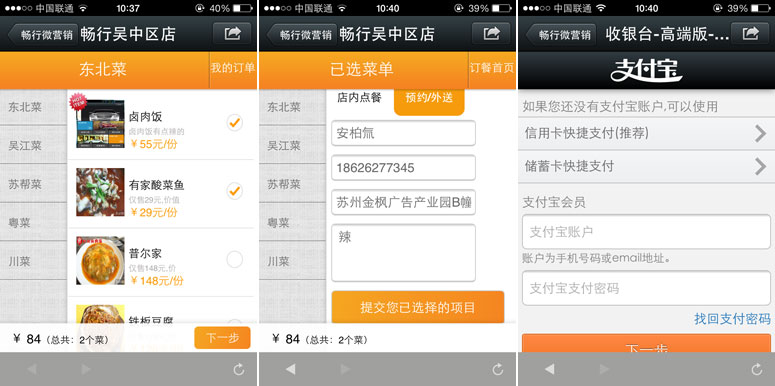 中国联通
10:37
40%
畅行微营销
畅行吴中区店
东北菜
我的订单
东北菜
吴江菜
苏帮菜
粤菜
川菜
HOT ITEM
卤肉饭
卤肉饭有点辣的
¥55元/份
有家酸菜鱼
仅售29元,价值
¥29元/份
普尔家
仅售148元,价
¥148元/份
铁板豆腐
¥ 84 (总共: 2个菜)
下一步
中国联通
10:40
39%
畅行微营销
畅行吴中区店
已选菜单
订餐首页
东北菜
吴江菜
苏帮菜
粤菜
川菜
店内点餐
预约/外送
安柏氚
18626277345
苏州金枫广告产业园B幢
辣
提交您已选择的项目
¥ 84 (总共: 2个菜)
中国联通
10:40
39%
畅行微营销
收银台-高端版-...
支付宝
如果您还没有支付宝账户,可以使用
信用卡快捷支付(推荐)
储蓄卡快捷支付
支付宝会员
支付宝账户
账户为手机号码或email地址。
支付宝支付密码
找回支付密码
下一步